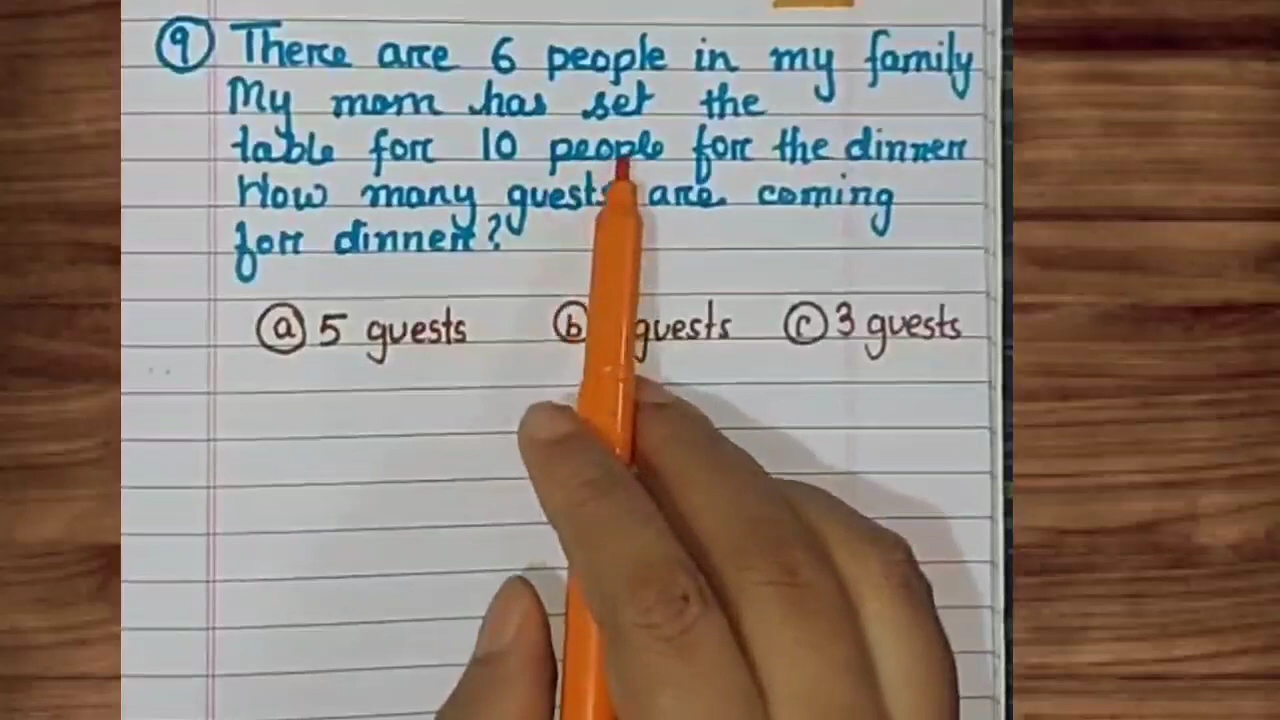 9 There are 6 people in my family
My mom has set the
table for 10 people for the dinner
How many guests are coming
for dinner?
a 5 guests b guests c 3 guests